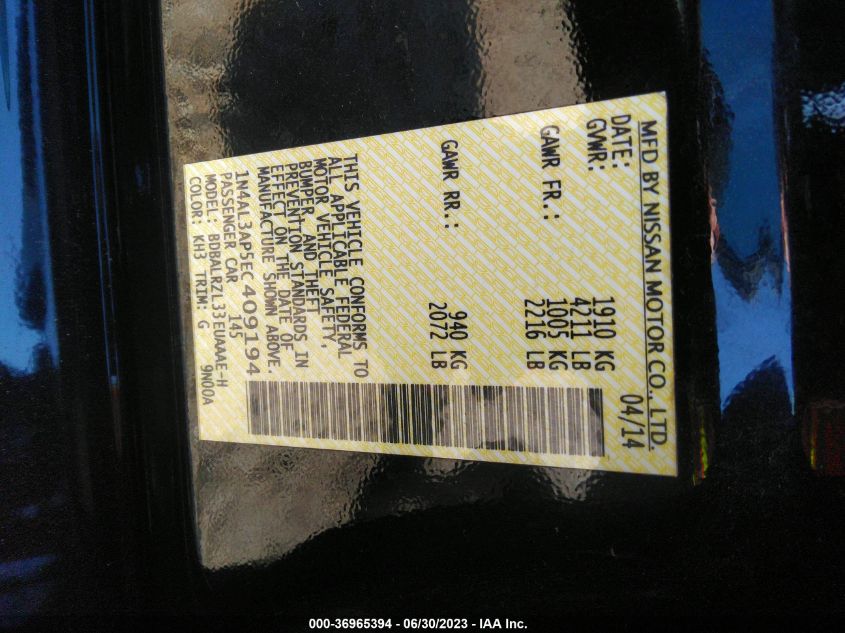 MFD BY NISSAN MOTOR CO., LTD.
DATE: 04/14
GVWR: 1910 KG
4211 LB
GAWR FR.: 1005 KG
2216 LB
GAWR RR.: 940 KG
2072 LB
THIS VEHICLE CONFORMS TO
ALL APPLICABLE FEDERAL
MOTOR VEHICLE SAFETY,
BUMPER, AND THEFT
PREVENTION STANDARDS IN
EFFECT ON THE DATE OF
MANUFACTURE SHOWN ABOVE.
1N4AL3AP5EC409194
PASSENGER CAR 145
MODEL: BDBALRZL33EUAAAE-H
COLOR: KH3 TRIM: G 9N00A
000-36965394 - 06/30/2023 - IAA Inc.